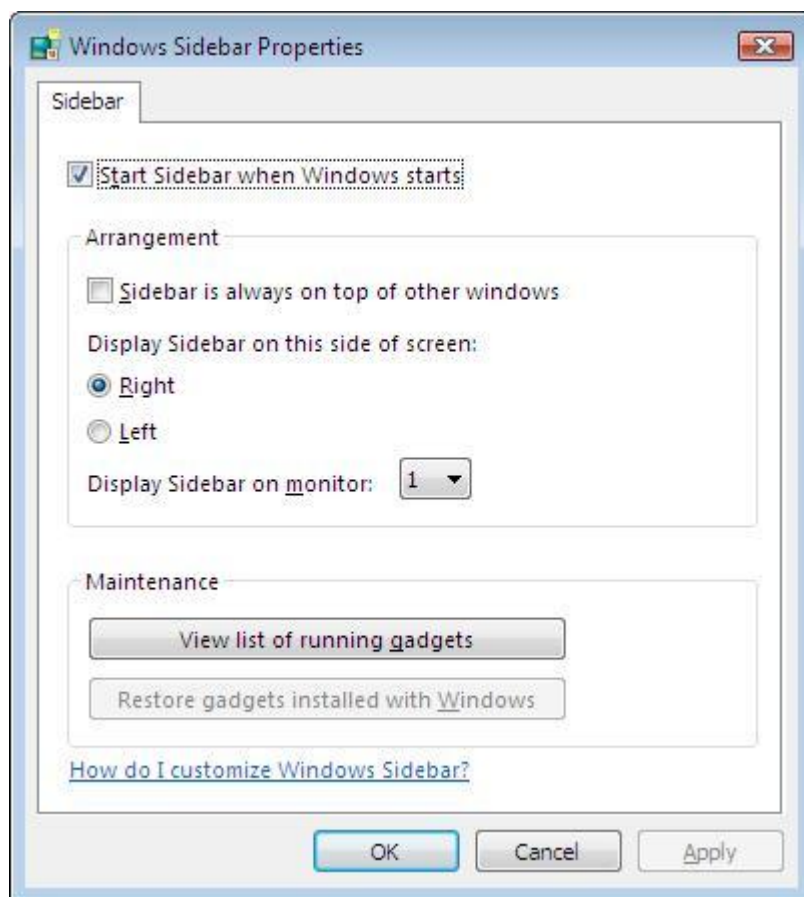 Windows Sidebar Properties
Sidebar
Start Sidebar when Windows starts
Arrangement
Sidebar is always on top of other windows
Display Sidebar on this side of screen:
Right
Left
Display Sidebar on monitor: 1
Maintenance
View list of running gadgets
Restore gadgets installed with Windows
How do I customize Windows Sidebar?
OK Cancel Apply